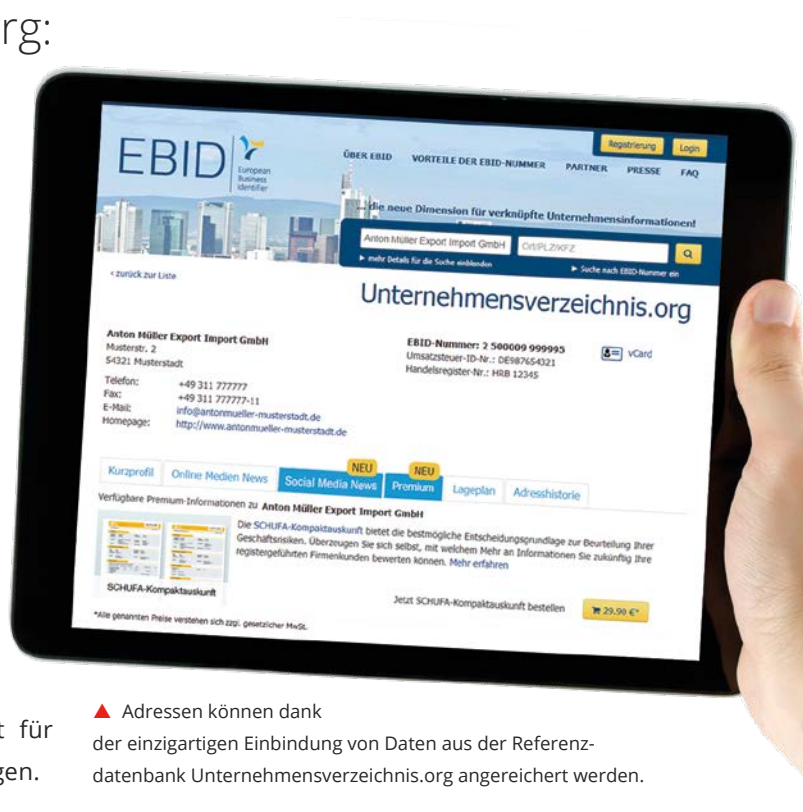 rg:
EBID
European
Business
Identifier
Registrierung Login
ÜBER EBID VORTEILE DER EBID-NUMMER PARTNER PRESSE FAQ
... die neue Dimension für verknüpfte Unternehmensinformationen!
Anton Müller Export Import GmbH Ort/PLZ/KFZ
► mehr Details für die Suche einblenden ► Suche nach EBID-Nummer ein
< zurück zur Liste
Unternehmensverzeichnis.org
Anton Müller Export Import GmbH
Musterstr. 2
54321 Musterstadt
EBID-Nummer: 2 500009 999995
Umsatzsteuer-ID-Nr.: DE987654321
Handelsregister-Nr.: HRB 12345
vCard
Telefon: +49 311 777777
Fax: +49 311 777777-11
E-Mail: info@antonmueller-musterstadt.de
Homepage: http://www.antonmueller-musterstadt.de
NEU NEU
Kurzprofil Online Medien News Social Media News Premium Lageplan Adresshistorie
Verfügbare Premium-Informationen zu Anton Müller Export Import GmbH
Die SCHUFA-Kompaktauskunft bietet die bestmögliche Entscheidungsgrundlage zur Beurteilung Ihrer
Geschäftsrisiken. Überzeugen Sie sich selbst, mit welchem Mehr an Informationen Sie zukünftig Ihre
registergeführten Firmenkunden bewerten können. Mehr erfahren
SCHUFA-Kompaktauskunft
Jetzt SCHUFA-Kompaktauskunft bestellen 29.90 €*
*Alle genannten Preise verstehen sich zzgl. gesetzlicher MwSt.
t für
gen.
▲ Adressen können dank
der einzigartigen Einbindung von Daten aus der Referenz-
datenbank Unternehmensverzeichnis.org angereichert werden.